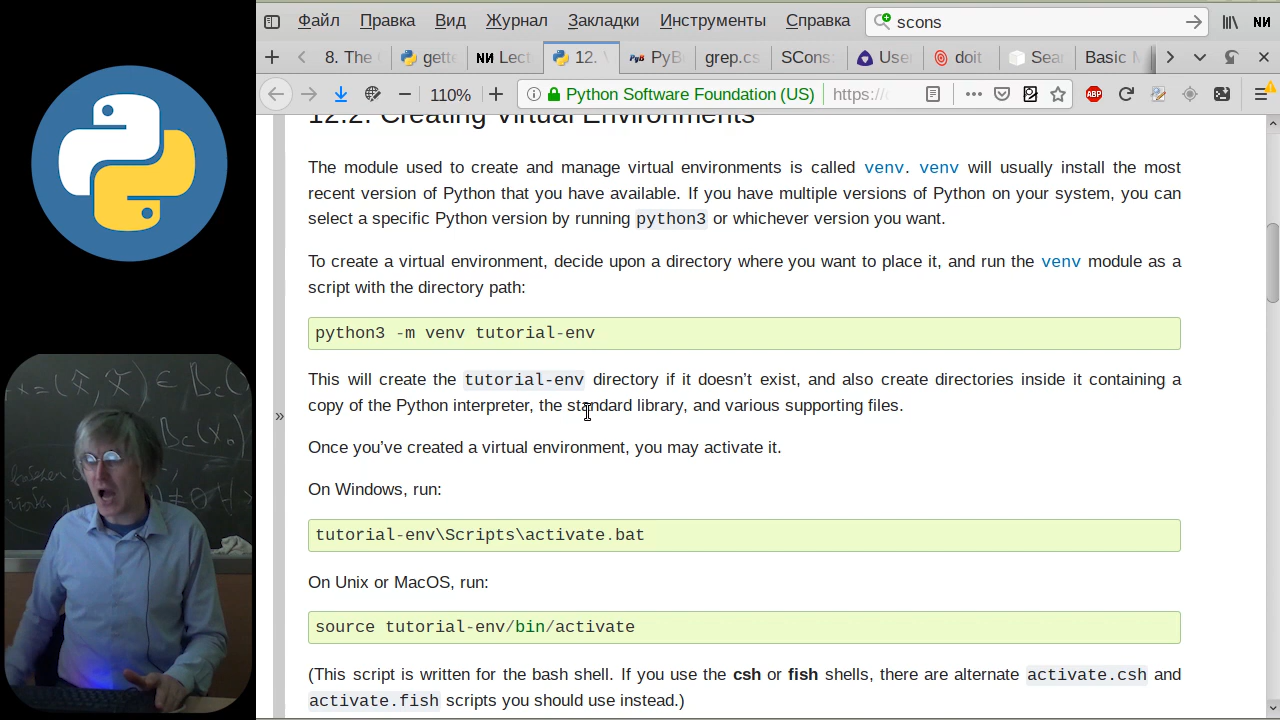 Файл Правка Вид Журнал Закладки Инструменты Справка scons
8. The gette Lect 12. V PyB grep.cs SCons: Use doit Sear Basic M
110% Python Software Foundation (US) https://
12.2. Creating Virtual Environments
The module used to create and manage virtual environments is called venv. venv will usually install the most
recent version of Python that you have available. If you have multiple versions of Python on your system, you can
select a specific Python version by running python3 or whichever version you want.
To create a virtual environment, decide upon a directory where you want to place it, and run the venv module as a
script with the directory path:
python3 -m venv tutorial-env
This will create the tutorial-env directory if it doesn’t exist, and also create directories inside it containing a
copy of the Python interpreter, the standard library, and various supporting files.
Once you’ve created a virtual environment, you may activate it.
On Windows, run:
tutorial-env\Scripts\activate.bat
On Unix or MacOS, run:
source tutorial-env/bin/activate
(This script is written for the bash shell. If you use the csh or fish shells, there are alternate activate.csh and
activate.fish scripts you should use instead.)